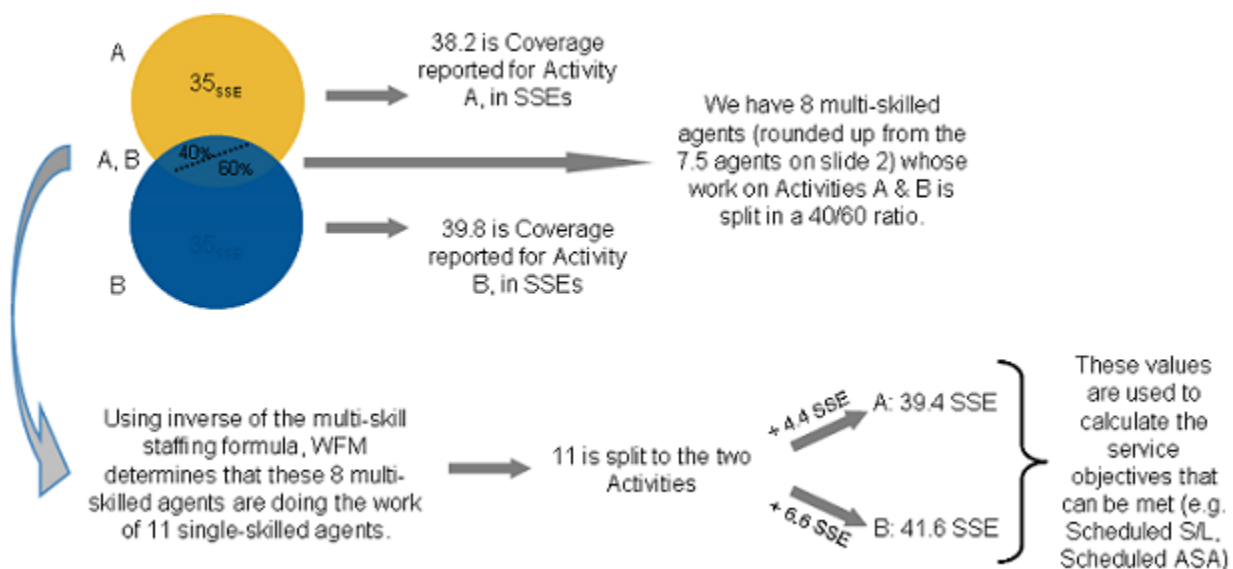 A
35SSE
38.2 is Coverage
reported for Activity
A, in SSEs
We have 8 multi-skilled
agents (rounded up from the
7.5 agents on slide 2) whose
work on Activities A & B is
split in a 40/60 ratio.
A, B
40%
60%
35SSE
B
39.8 is Coverage
reported for Activity
B, in SSEs
Using inverse of the multi-skill
staffing formula, WFM
determines that these 8 multi-
skilled agents are doing the work
of 11 single-skilled agents.
11 is split to the two
Activities
+ 4.4 SSE
A: 39.4 SSE
+ 6.6 SSE
B: 41.6 SSE
These values
are used to
calculate the
service
objectives that
can be met (e.g.
Scheduled S/L,
Scheduled ASA)